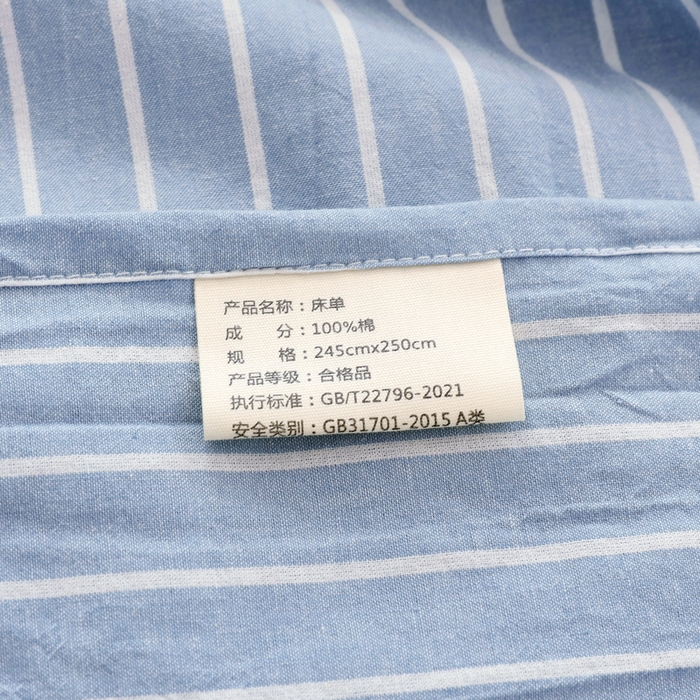 产品名称：床单
成　　分：100%棉
规　　格：245cmx250cm
产品等级：合格品
执行标准：GB/T22796-2021
安全类别：GB31701-2015 A类